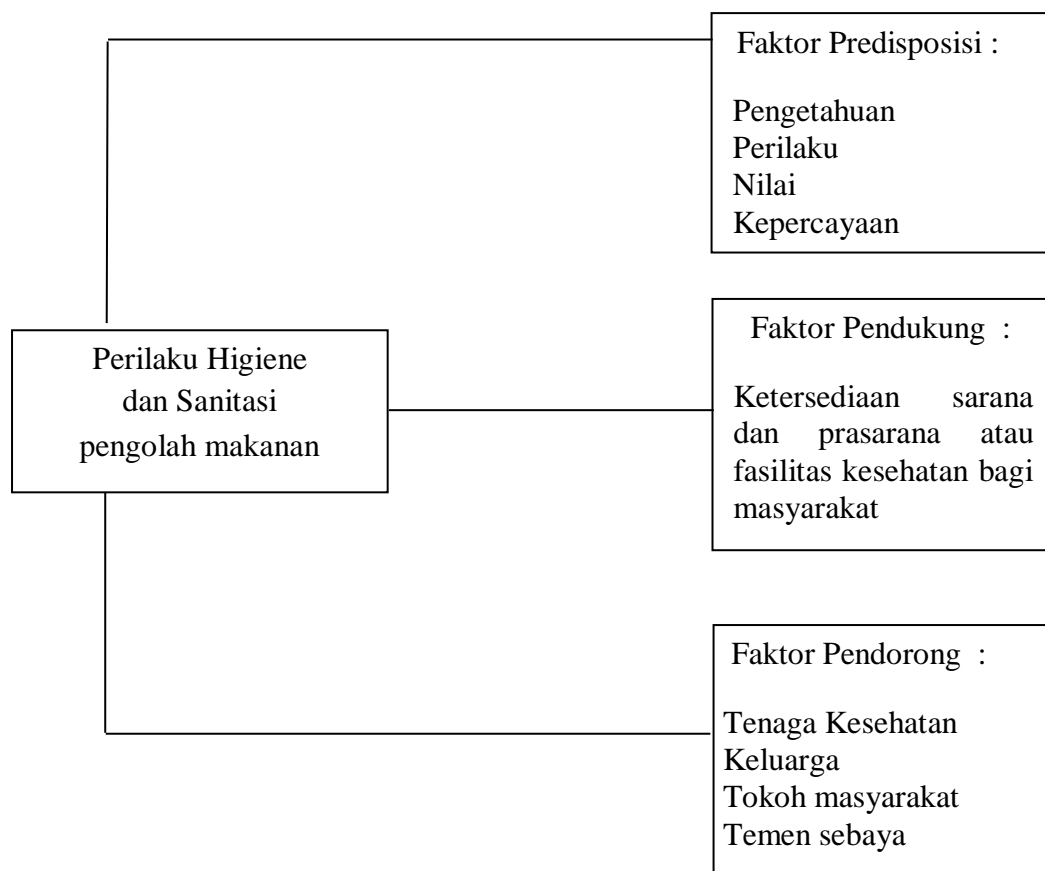 Faktor Predisposisi :
Pengetahuan
Perilaku
Nilai
Kepercayaan
Perilaku Higiene
dan Sanitasi
pengolah makanan
Faktor Pendukung :
Ketersediaan sarana
dan prasarana atau
fasilitas kesehatan bagi
masyarakat
Faktor Pendorong :
Tenaga Kesehatan
Keluarga
Tokoh masyarakat
Temen sebaya